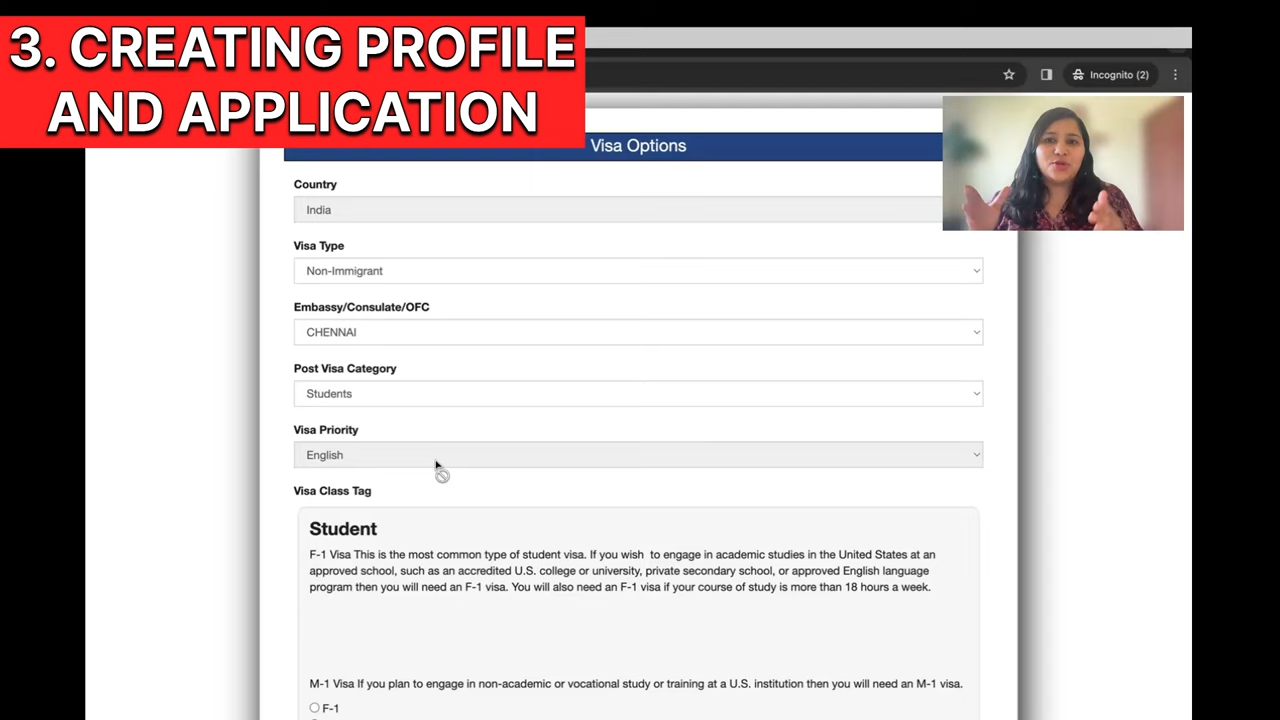 3. CREATING PROFILE
AND APPLICATION
Incognito (2)
Visa Options
Country
India
Visa Type
Non-Immigrant
Embassy/Consulate/OFC
CHENNAI
Post Visa Category
Students
Visa Priority
English
Visa Class Tag
Student
F-1 Visa This is the most common type of student visa. If you wish to engage in academic studies in the United States at an
approved school, such as an accredited U.S. college or university, private secondary school, or approved English language
program then you will need an F-1 visa. You will also need an F-1 visa if your course of study is more than 18 hours a week.
M-1 Visa If you plan to engage in non-academic or vocational study or training at a U.S. institution then you will need an M-1 visa.
F-1